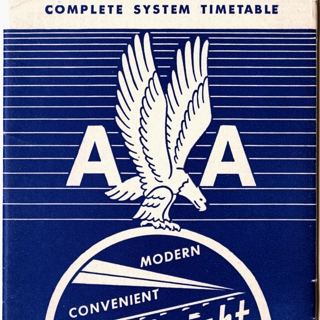 COMPLETE SYSTEM TIMETABLE
A A
MODERN
CONVENIENT